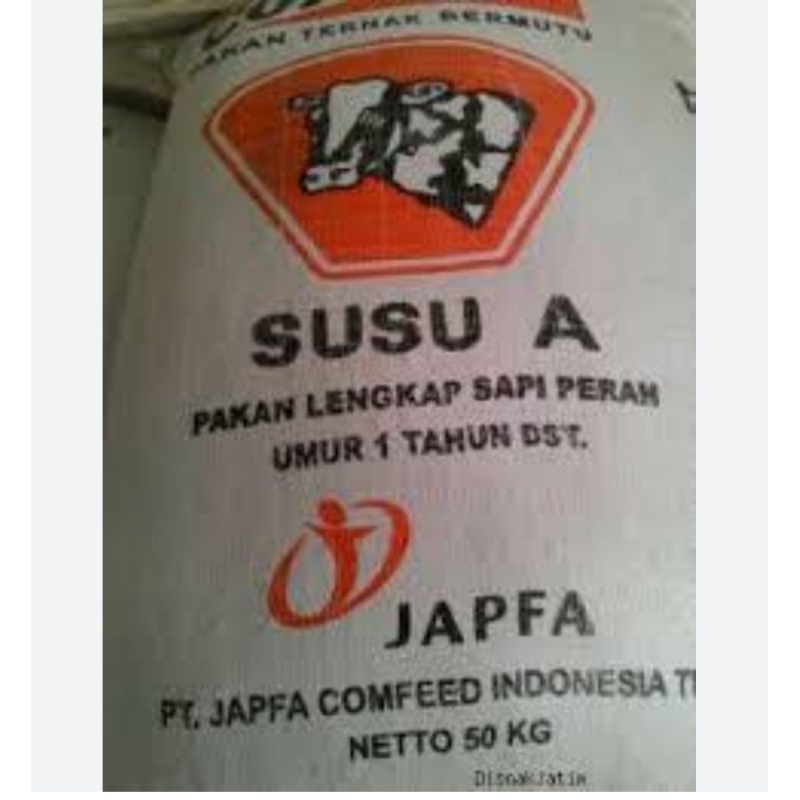 PAKAN TERNAK BERMUTU
SUSU A
PAKAN LENGKAP SAPI PERAH
UMUR 1 TAHUN DST.
JAPFA
PT. JAPFA COMFEED INDONESIA
NETTO 50 KG
DisnakJatim